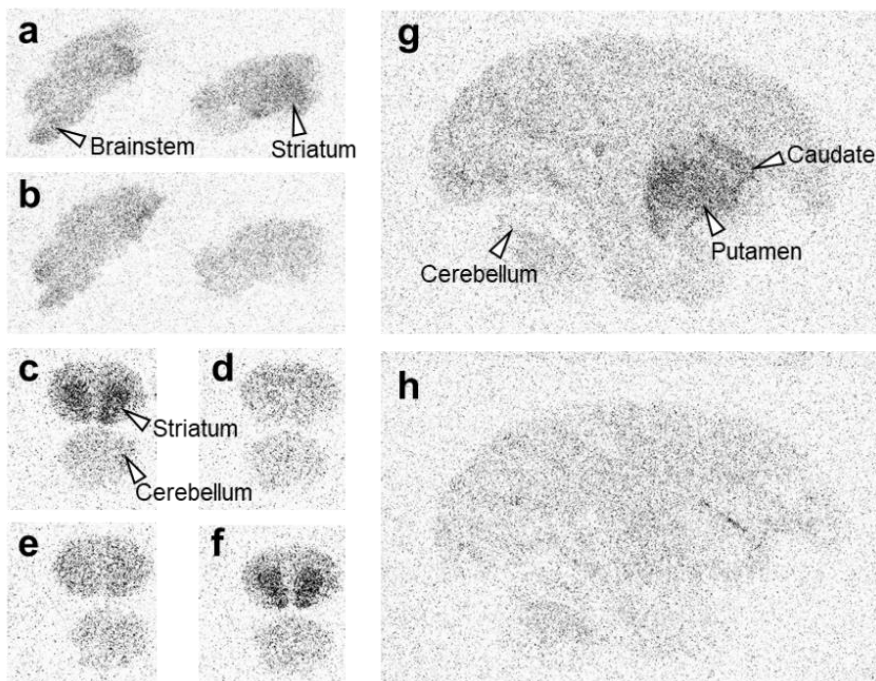 a
Brainstem
Striatum
b
c
Striatum
Cerebellum
d
e
f
g
Caudate
Putamen
Cerebellum
h